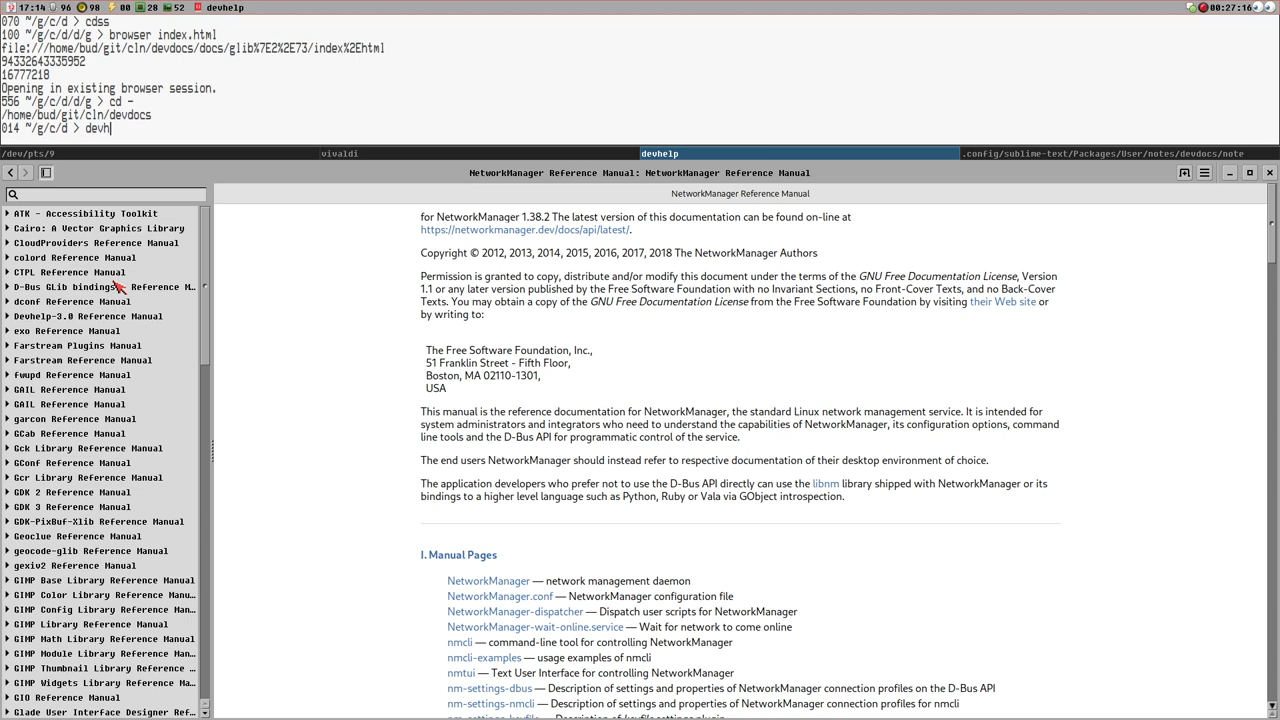 17:14 96 98 00 28 52 devhelp 00:27:16
070 ~/g/c/d > cdss
100 ~/g/c/d/d/g > browser index.html
file:///home/bud/git/cln/devdocs/docs/glib%7E2%2E73/index%2Ehtml
94332643335952
16777218
Opening in existing browser session.
556 ~/g/c/d/d/g > cd -
/home/bud/git/cln/devdocs
014 ~/g/c/d > devh
/dev/pts/9 vivaldi devhelp .config/sublime-text/Packages/User/notes/devdocs/note
NetworkManager Reference Manual: NetworkManager Reference Manual
NetworkManager Reference Manual
ATK - Accessibility Toolkit
Cairo: A Vector Graphics Library
CloudProviders Reference Manual
colord Reference Manual
CTPL Reference Manual
D-Bus GLib bindings - Reference M…
dconf Reference Manual
Devhelp-3.0 Reference Manual
exo Reference Manual
Farstream Plugins Manual
Farstream Reference Manual
fwupd Reference Manual
GAIL Reference Manual
GAIL Reference Manual
garcon Reference Manual
GCab Reference Manual
Gck Library Reference Manual
GConf Reference Manual
Gcr Library Reference Manual
GDK 2 Reference Manual
GDK 3 Reference Manual
GDK-PixBuf-Xlib Reference Manual
Geoclue Reference Manual
geocode-glib Reference Manual
gexiv2 Reference Manual
GIMP Base Library Reference Manual
GIMP Color Library Reference Man…
GIMP Config Library Reference Man…
GIMP Library Reference Manual
GIMP Math Library Reference Manual
GIMP Module Library Reference Man…
GIMP Thumbnail Library Reference …
GIMP Widgets Library Reference Ma…
GIO Reference Manual
Glade User Interface Designer Ref…
for NetworkManager 1.38.2 The latest version of this documentation can be found on-line at
https://networkmanager.dev/docs/api/latest/.
Copyright © 2012, 2013, 2014, 2015, 2016, 2017, 2018 The NetworkManager Authors
Permission is granted to copy, distribute and/or modify this document under the terms of the GNU Free Documentation License, Version
1.1 or any later version published by the Free Software Foundation with no Invariant Sections, no Front-Cover Texts, and no Back-Cover
Texts. You may obtain a copy of the GNU Free Documentation License from the Free Software Foundation by visiting their Web site or
by writing to:
The Free Software Foundation, Inc.,
51 Franklin Street - Fifth Floor,
Boston, MA 02110-1301,
USA
This manual is the reference documentation for NetworkManager, the standard Linux network management service. It is intended for
system administrators and integrators who need to understand the capabilities of NetworkManager, its configuration options, command
line tools and the D-Bus API for programmatic control of the service.
The end users NetworkManager should instead refer to respective documentation of their desktop environment of choice.
The application developers who prefer not to use the D-Bus API directly can use the libnm library shipped with NetworkManager or its
bindings to a higher level language such as Python, Ruby or Vala via GObject introspection.
I. Manual Pages
NetworkManager — network management daemon
NetworkManager.conf — NetworkManager configuration file
NetworkManager-dispatcher — Dispatch user scripts for NetworkManager
NetworkManager-wait-online.service — Wait for network to come online
nmcli — command-line tool for controlling NetworkManager
nmcli-examples — usage examples of nmcli
nmtui — Text User Interface for controlling NetworkManager
nm-settings-dbus — Description of settings and properties of NetworkManager connection profiles on the D-Bus API
nm-settings-nmcli — Description of settings and properties of NetworkManager connection profiles for nmcli
nm-settings-keyfile — Description of keyfile settings plugin